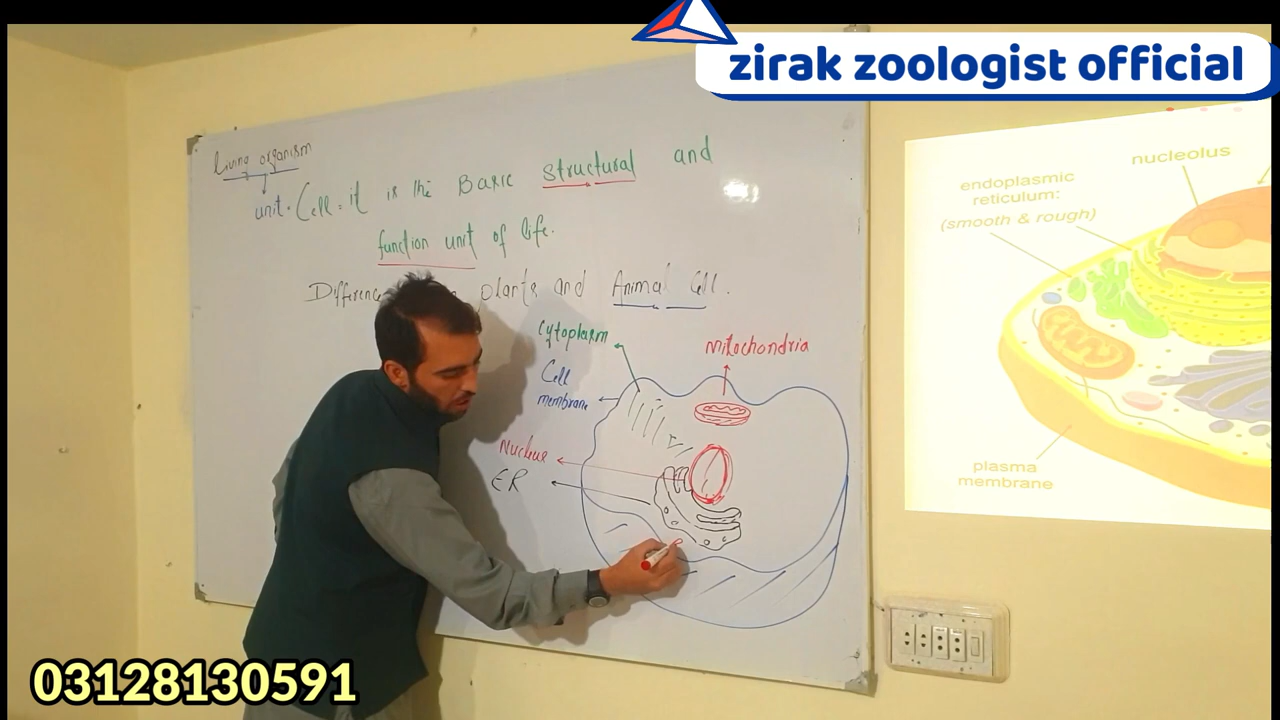 zirak zoologist official
Living organism
unit. Cell = it is the Basic structural and
function unit of life.
plants and Animal Cell.
Cytoplasm
Mitochondria
Cell
membrane
Nucleus
ER
nucleolus
endoplasmic
reticulum:
(smooth & rough)
plasma
membrane
03128130591